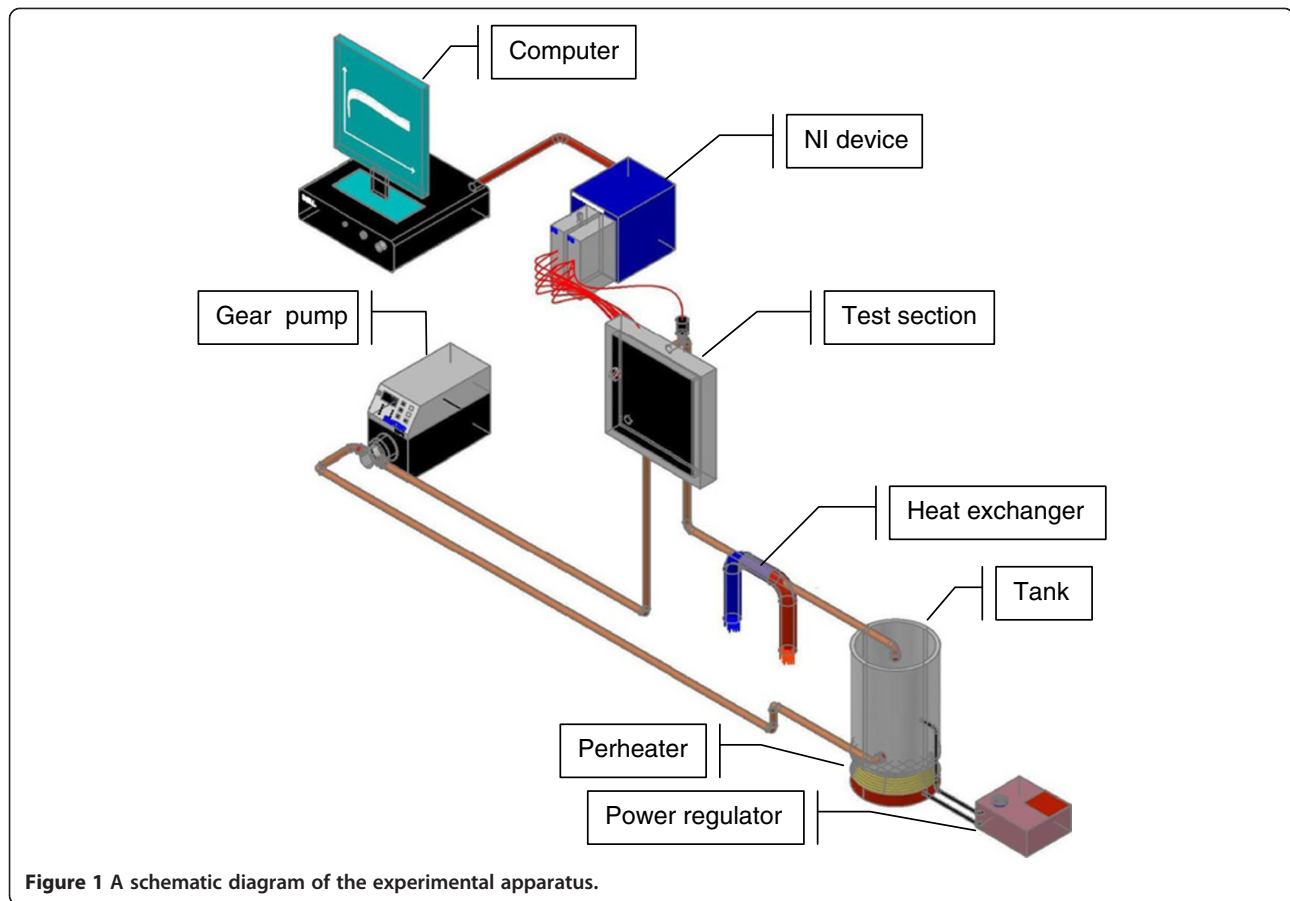 Computer
NI device
Gear pump
Test section
Heat exchanger
Tank
Perheater
Power regulator
Figure 1 A schematic diagram of the experimental apparatus.